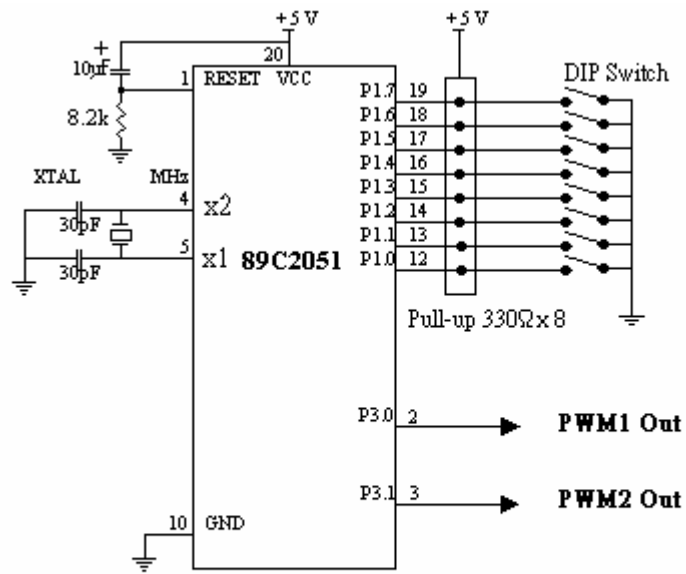 +5 V
+5 V
+
10µF
20
1
RESET
VCC
DIP Switch
8.2k
P1.7
19
P1.6
18
P1.5
17
P1.4
16
P1.3
15
P1.2
14
P1.1
13
P1.0
12
XTAL
MHz
4
x2
30pF
5
x1
89C2051
30pF
Pull-up 330Ωx 8
P3.0
2
PWM1 Out
P3.1
3
PWM2 Out
10
GND